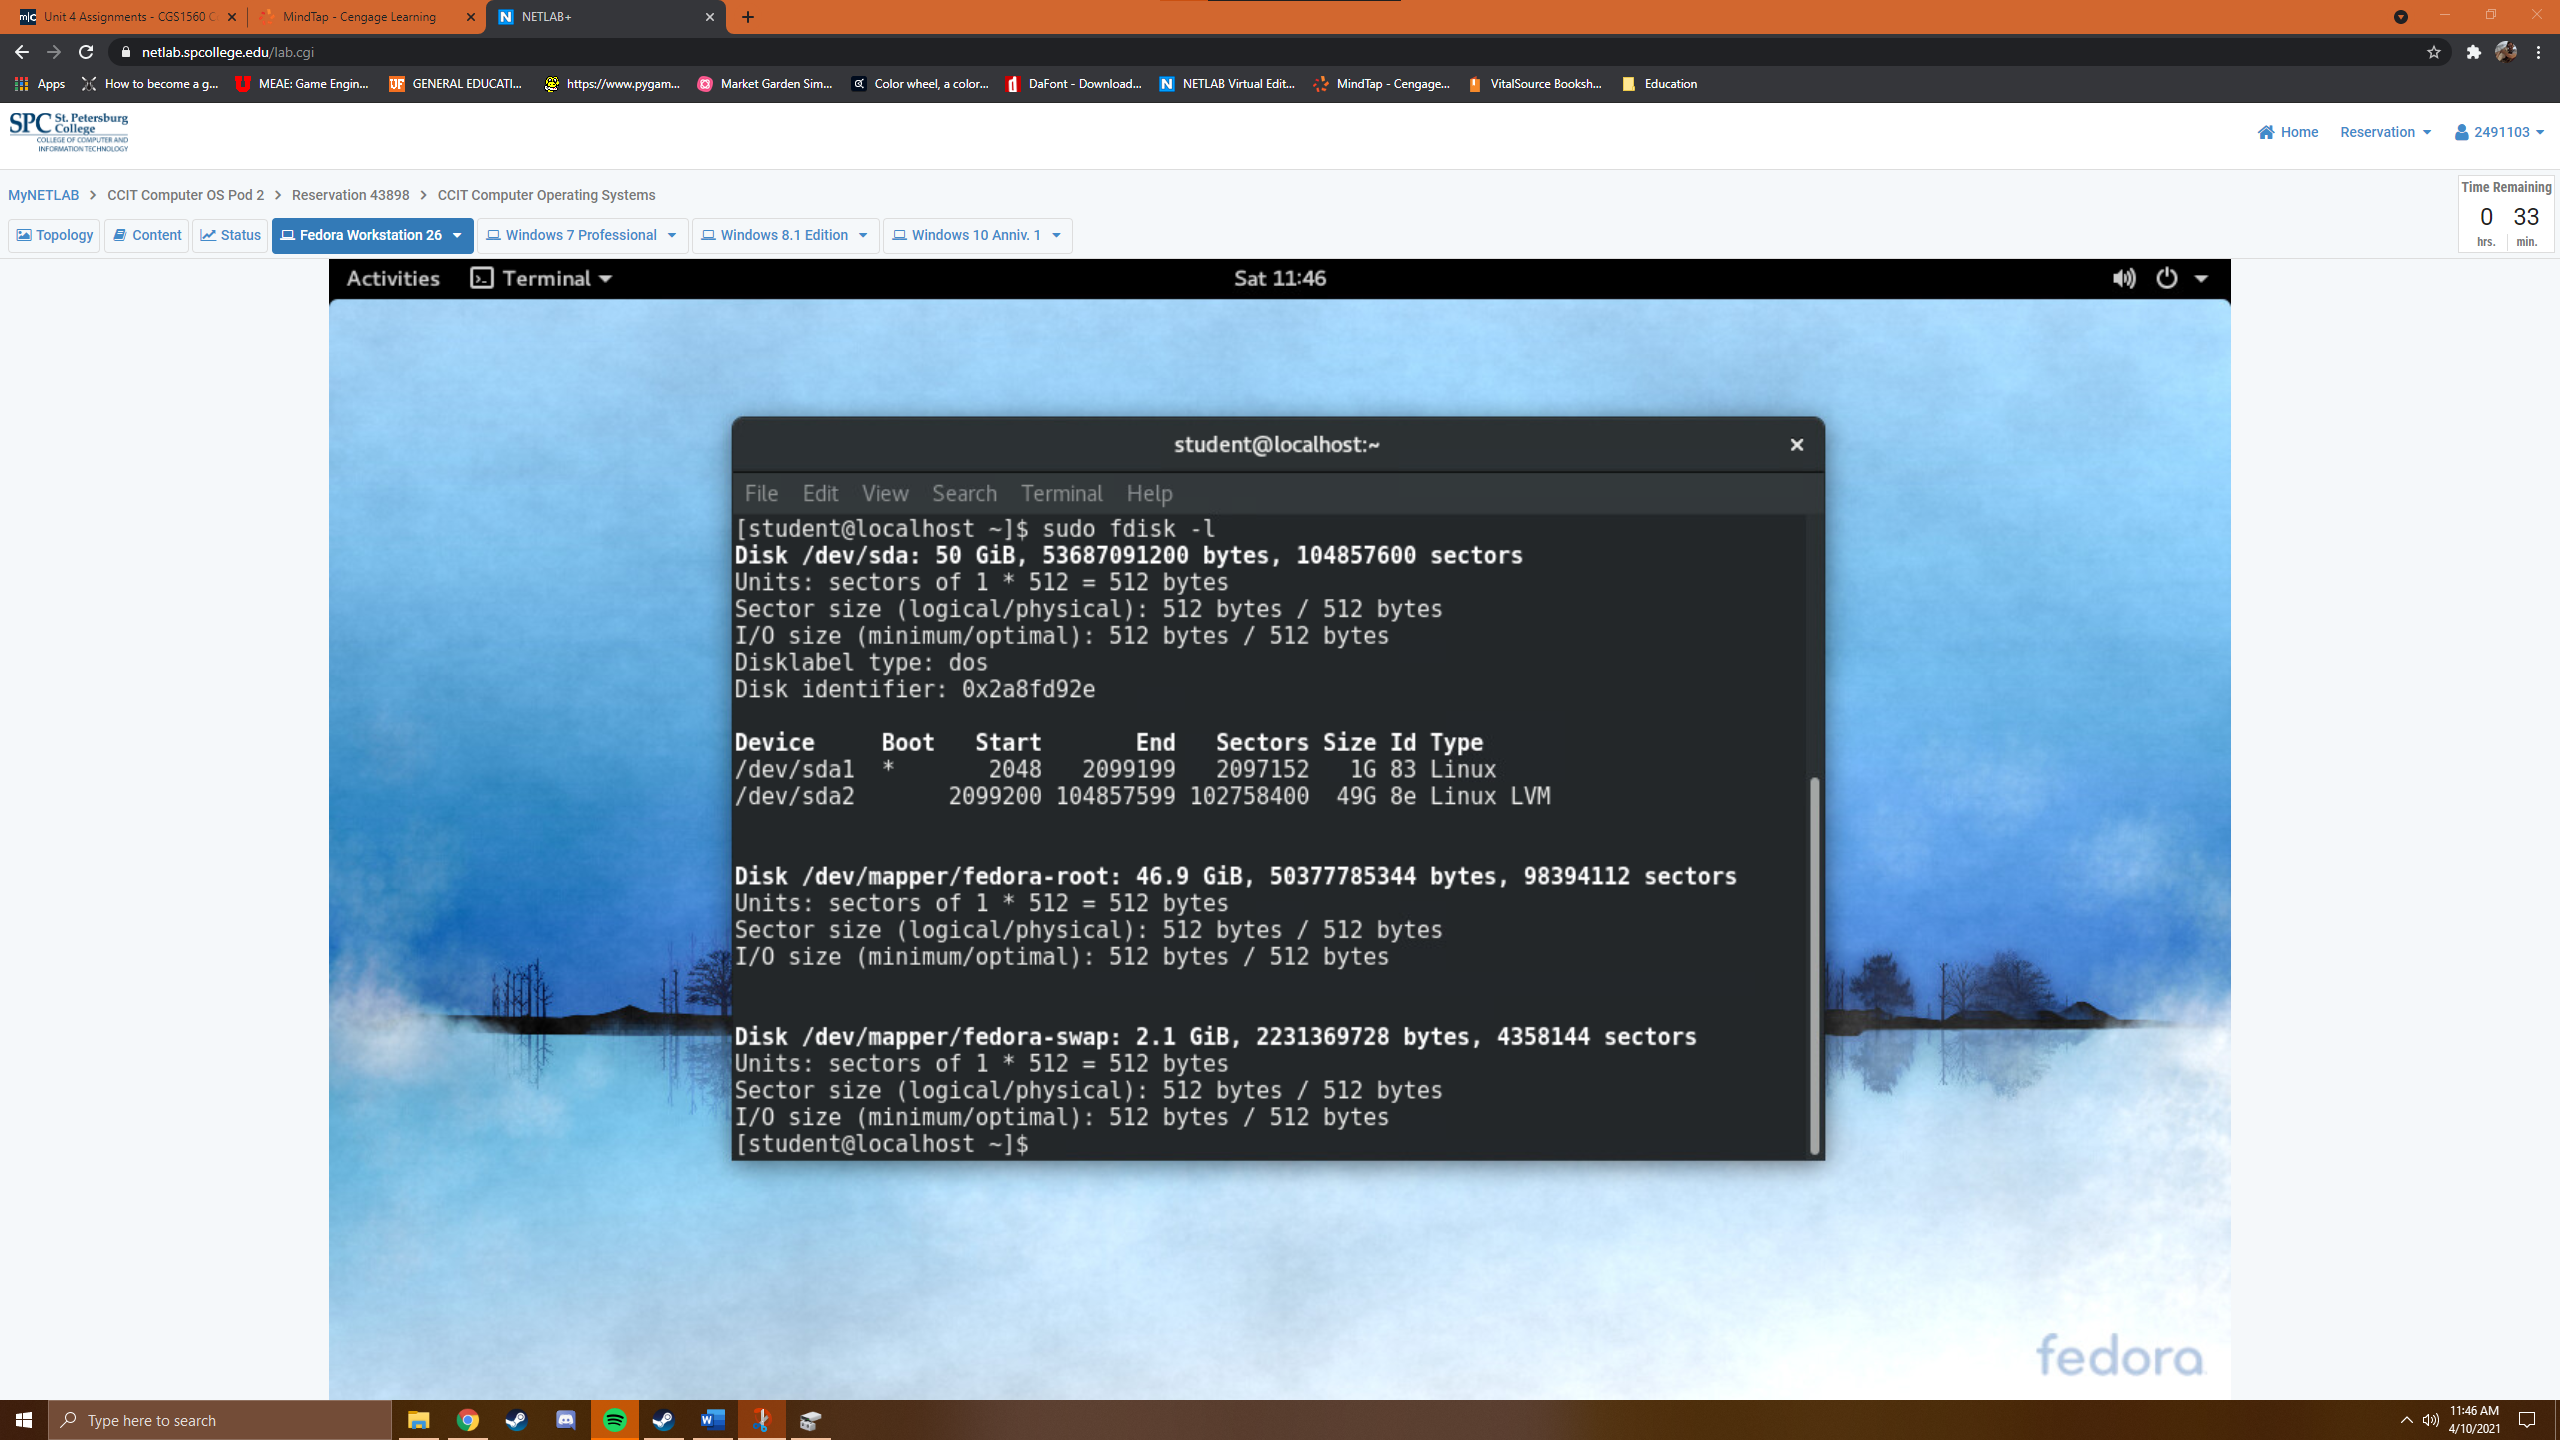 Unit 4 Assignments - CGS1560 C
MindTap - Cengage Learning
NETLAB+
netlab.spcollege.edu/lab.cgi
Apps
How to become a g...
MEAE: Game Engin...
GENERAL EDUCATI...
https://www.pygam...
Market Garden Sim...
Color wheel, a color...
DaFont - Download...
NETLAB Virtual Edit...
MindTap - Cengage...
VitalSource Booksh...
Education
SPC St. Petersburg College
COLLEGE OF COMPUTER AND
INFORMATION TECHNOLOGY
Home
Reservation
2491103
MyNETLAB > CCIT Computer OS Pod 2 > Reservation 43898 > CCIT Computer Operating Systems
Time Remaining
0 33
hrs. min.
Topology
Content
Status
Fedora Workstation 26
Windows 7 Professional
Windows 8.1 Edition
Windows 10 Anniv. 1
Activities
Terminal
Sat 11:46
student@localhost:~
File Edit View Search Terminal Help
[student@localhost ~]$ sudo fdisk -l
Disk /dev/sda: 50 GiB, 53687091200 bytes, 104857600 sectors
Units: sectors of 1 * 512 = 512 bytes
Sector size (logical/physical): 512 bytes / 512 bytes
I/O size (minimum/optimal): 512 bytes / 512 bytes
Disklabel type: dos
Disk identifier: 0x2a8fd92e
Device Boot Start End Sectors Size Id Type
/dev/sda1 * 2048 2099199 2097152 1G 83 Linux
/dev/sda2 2099200 104857599 102758400 49G 8e Linux LVM
Disk /dev/mapper/fedora-root: 46.9 GiB, 50377785344 bytes, 98394112 sectors
Units: sectors of 1 * 512 = 512 bytes
Sector size (logical/physical): 512 bytes / 512 bytes
I/O size (minimum/optimal): 512 bytes / 512 bytes
Disk /dev/mapper/fedora-swap: 2.1 GiB, 2231369728 bytes, 4358144 sectors
Units: sectors of 1 * 512 = 512 bytes
Sector size (logical/physical): 512 bytes / 512 bytes
I/O size (minimum/optimal): 512 bytes / 512 bytes
[student@localhost ~]$
fedora
Type here to search
11:46 AM
4/10/2021